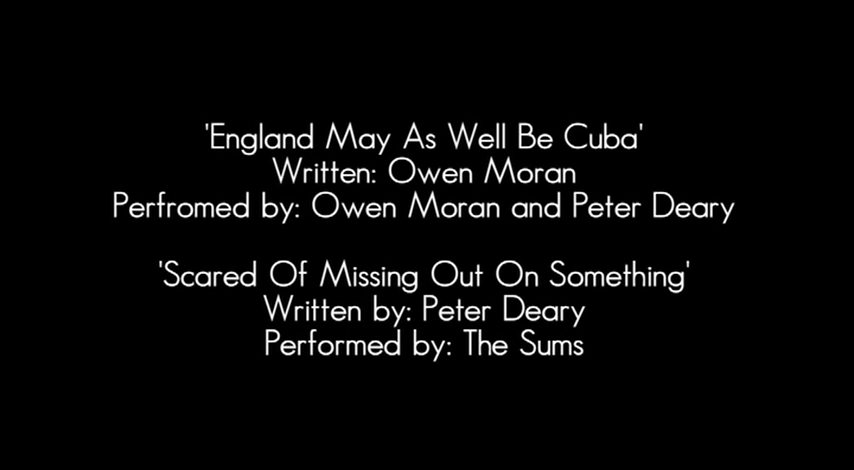 'England May As Well Be Cuba'
Written: Owen Moran
Perfromed by: Owen Moran and Peter Deary
'Scared Of Missing Out On Something'
Written by: Peter Deary
Performed by: The Sums